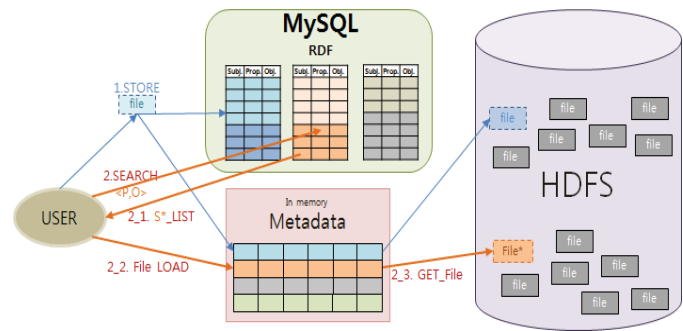 MySQL
RDF
Subj. Prop. Obj.
Subj. Prop. Obj.
Subj. Prop. Obj.
1.STORE
file
2.SEARCH
<P,O>
USER
2_1. S*_LIST
2_2. File LOAD
In memory
Metadata
2_3. GET_File
HDFS
file
file
file
file
file
file
file
File*
file
file
file
file
file
file